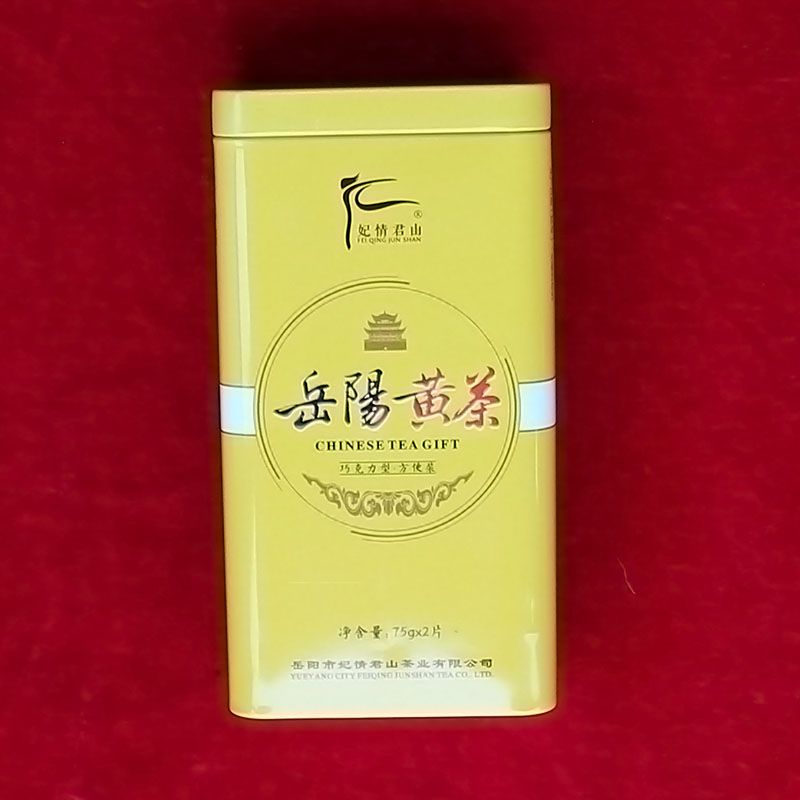 ®
妃情君山
FEI QING JUN SHAN
岳陽黄茶
CHINESE TEA GIFT
巧克力型·方便装
净含量:75gx2片
岳阳市妃情君山茶业有限公司
YUEYANG CITY FEIQING JUNSHAN TEA CO., LTD.